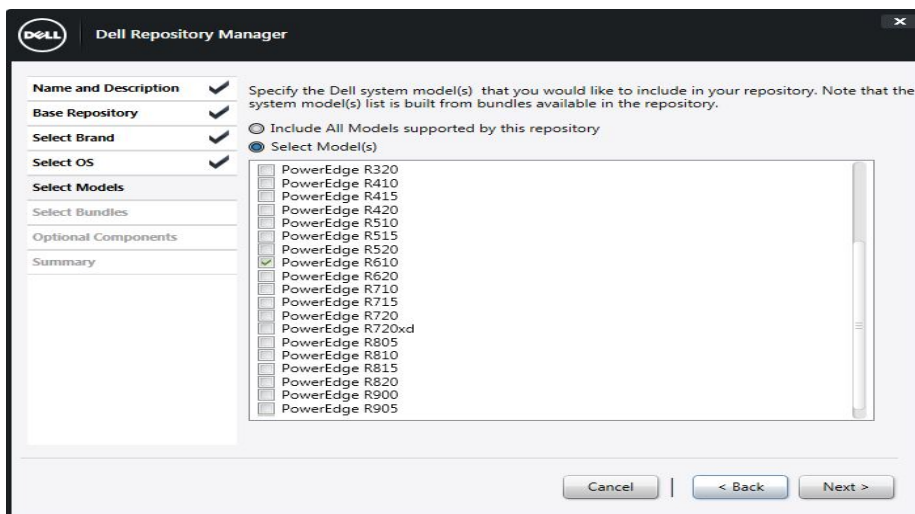 DELL
Dell Repository Manager
Name and Description
Base Repository
Select Brand
Select OS
Select Models
Select Bundles
Optional Components
Summary
Specify the Dell system model(s) that you would like to include in your repository. Note that the
system model(s) list is built from bundles available in the repository.
Include All Models supported by this repository
Select Model(s)
PowerEdge R320
PowerEdge R410
PowerEdge R415
PowerEdge R420
PowerEdge R510
PowerEdge R515
PowerEdge R520
PowerEdge R610
PowerEdge R620
PowerEdge R710
PowerEdge R715
PowerEdge R720
PowerEdge R720xd
PowerEdge R805
PowerEdge R810
PowerEdge R815
PowerEdge R820
PowerEdge R900
PowerEdge R905
Cancel
< Back
Next >